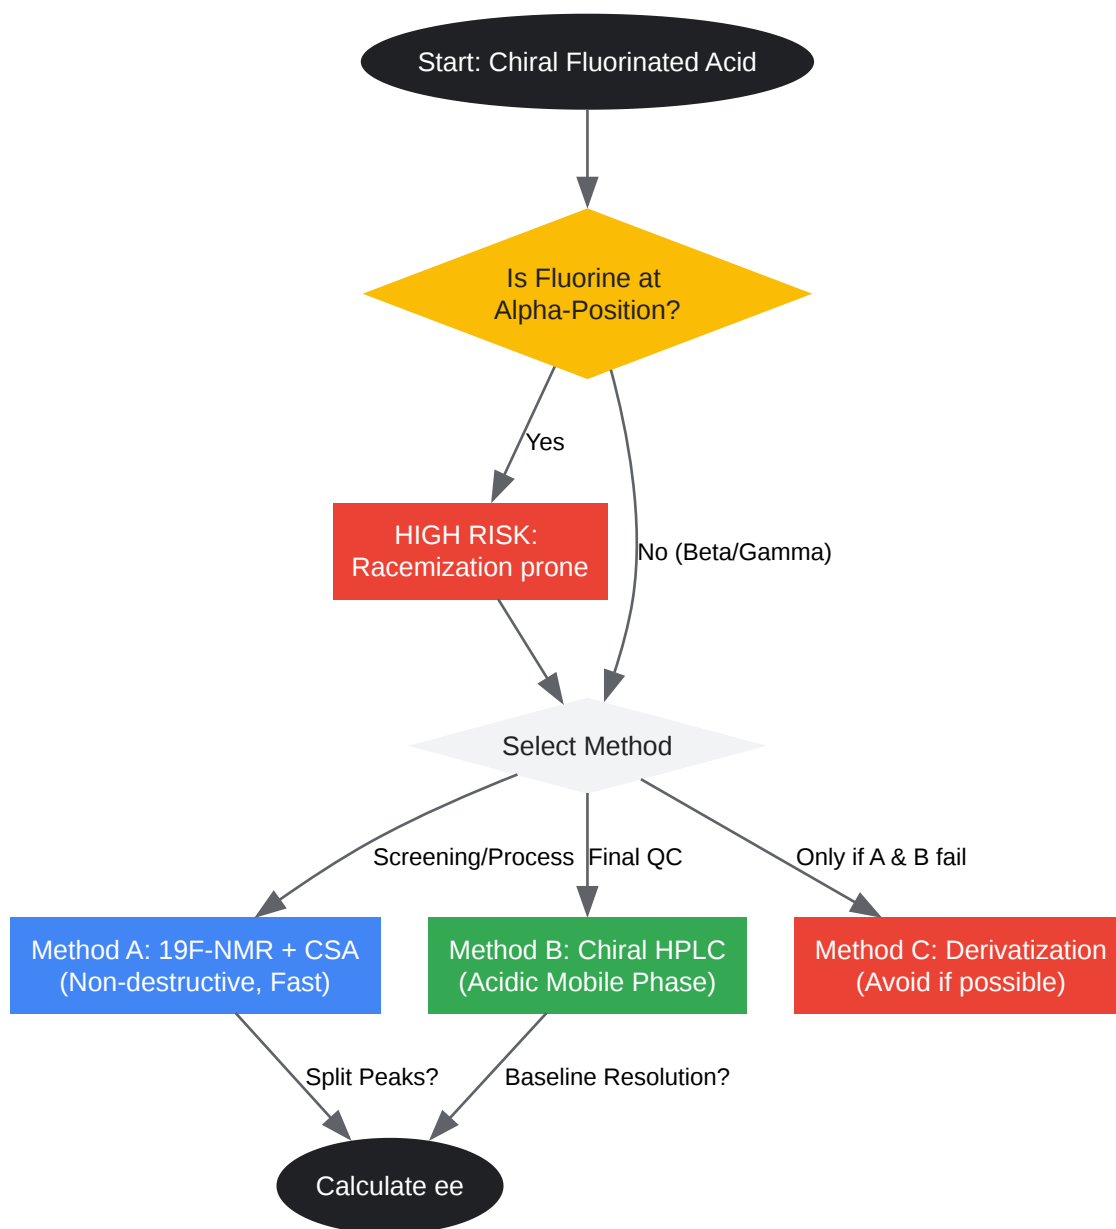 Start: Chiral Fluorinated Acid
Is Fluorine at
Alpha-Position?
Yes
HIGH RISK:
Racemization prone
No (Beta/Gamma)
Select Method
Screening/Process
Final QC
Only if A & B fail
Method A: 19F-NMR + CSA
(Non-destructive, Fast)
Method B: Chiral HPLC
(Acidic Mobile Phase)
Method C: Derivatization
(Avoid if possible)
Split Peaks?
Baseline Resolution?
Calculate ee